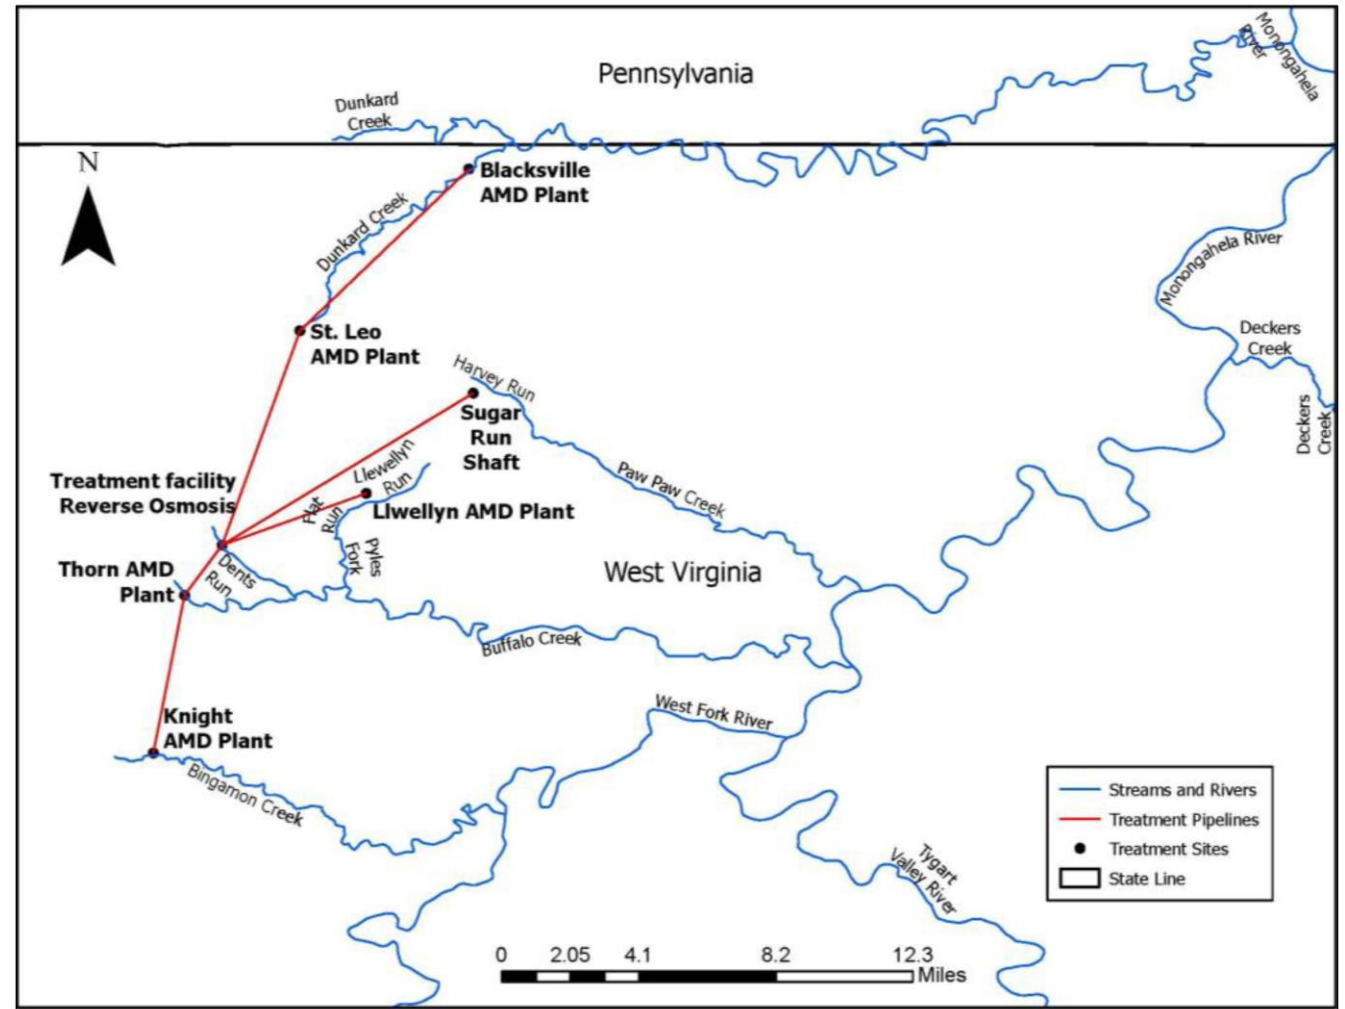 Pennsylvania
Monongahela
River
Dunkard
Creek
N
Blacksville
AMD Plant
Dunkard Creek
Monongahela River
St. Leo
AMD Plant
Deckers
Creek
Harvey Run
Sugar
Run
Shaft
Deckers
Creek
Llewellyn
Run
Paw Paw Creek
Treatment facility
Reverse Osmosis
Flat
Run
Llwellyn AMD Plant
Pyles
Fork
Dents
Run
Thorn AMD
Plant
West Virginia
Buffalo Creek
West Fork River
Knight
AMD Plant
Bingamon Creek
Tygart
Valley River
Streams and Rivers
Treatment Pipelines
Treatment Sites
State Line
0 2.05 4.1 8.2 12.3
Miles